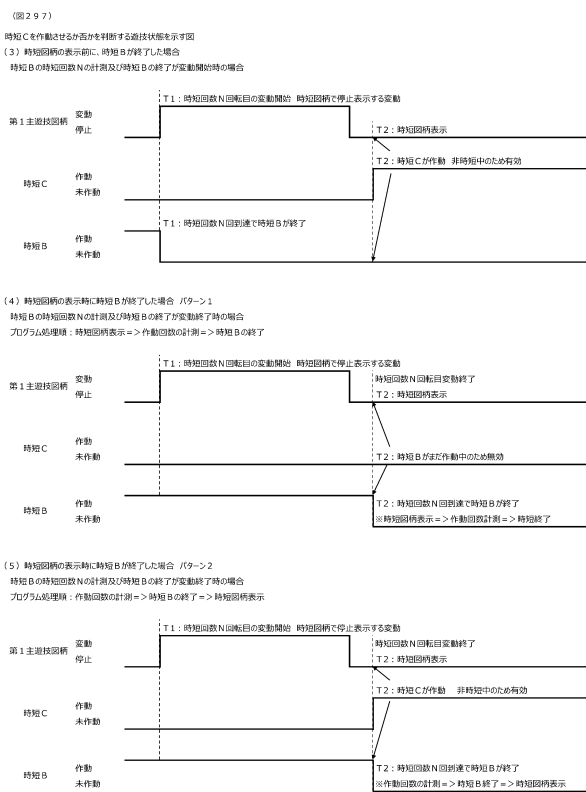 （図２９７）
時短Ｃを作動させるか否かを判断する遊技状態を示す図
（３）時短図柄の表示前に、時短Ｂが終了した場合
時短Ｂの時短回数Ｎの計測及び時短Ｂの終了が変動開始時の場合
Ｔ１：時短回数Ｎ回転目の変動開始 時短図柄で停止表示する変動
第１主遊技図柄
変動
停止
Ｔ２：時短図柄表示
Ｔ２：時短Ｃが作動 非時短中のため有効
時短Ｃ
作動
未作動
Ｔ１：時短回数Ｎ回到達で時短Ｂが終了
時短Ｂ
作動
未作動
（４）時短図柄の表示時に時短Ｂが終了した場合 パターン１
時短Ｂの時短回数Ｎの計測及び時短Ｂの終了が変動終了時の場合
プログラム処理順：時短図柄表示＝＞作動回数の計測＝＞時短Ｂの終了
Ｔ１：時短回数Ｎ回転目の変動開始 時短図柄で停止表示する変動
第１主遊技図柄
変動
停止
時短回数Ｎ回転目変動終了
Ｔ２：時短図柄表示
時短Ｃ
作動
未作動
Ｔ２：時短Ｂがまだ作動中のため無効
時短Ｂ
作動
未作動
Ｔ２：時短回数Ｎ回到達で時短Ｂが終了
※時短図柄表示＝＞作動回数計測＝＞時短終了
（５）時短図柄の表示時に時短Ｂが終了した場合 パターン２
時短Ｂの時短回数Ｎの計測及び時短Ｂの終了が変動終了時の場合
プログラム処理順：作動回数の計測＝＞時短Ｂの終了＝＞時短図柄表示
Ｔ１：時短回数Ｎ回転目の変動開始 時短図柄で停止表示する変動
第１主遊技図柄
変動
停止
時短回数Ｎ回転目変動終了
Ｔ２：時短図柄表示
Ｔ２：時短Ｃが作動 非時短中のため有効
時短Ｃ
作動
未作動
時短Ｂ
作動
未作動
Ｔ２：時短回数Ｎ回到達で時短Ｂが終了
※作動回数の計測＝＞時短Ｂ終了＝＞時短図柄表示